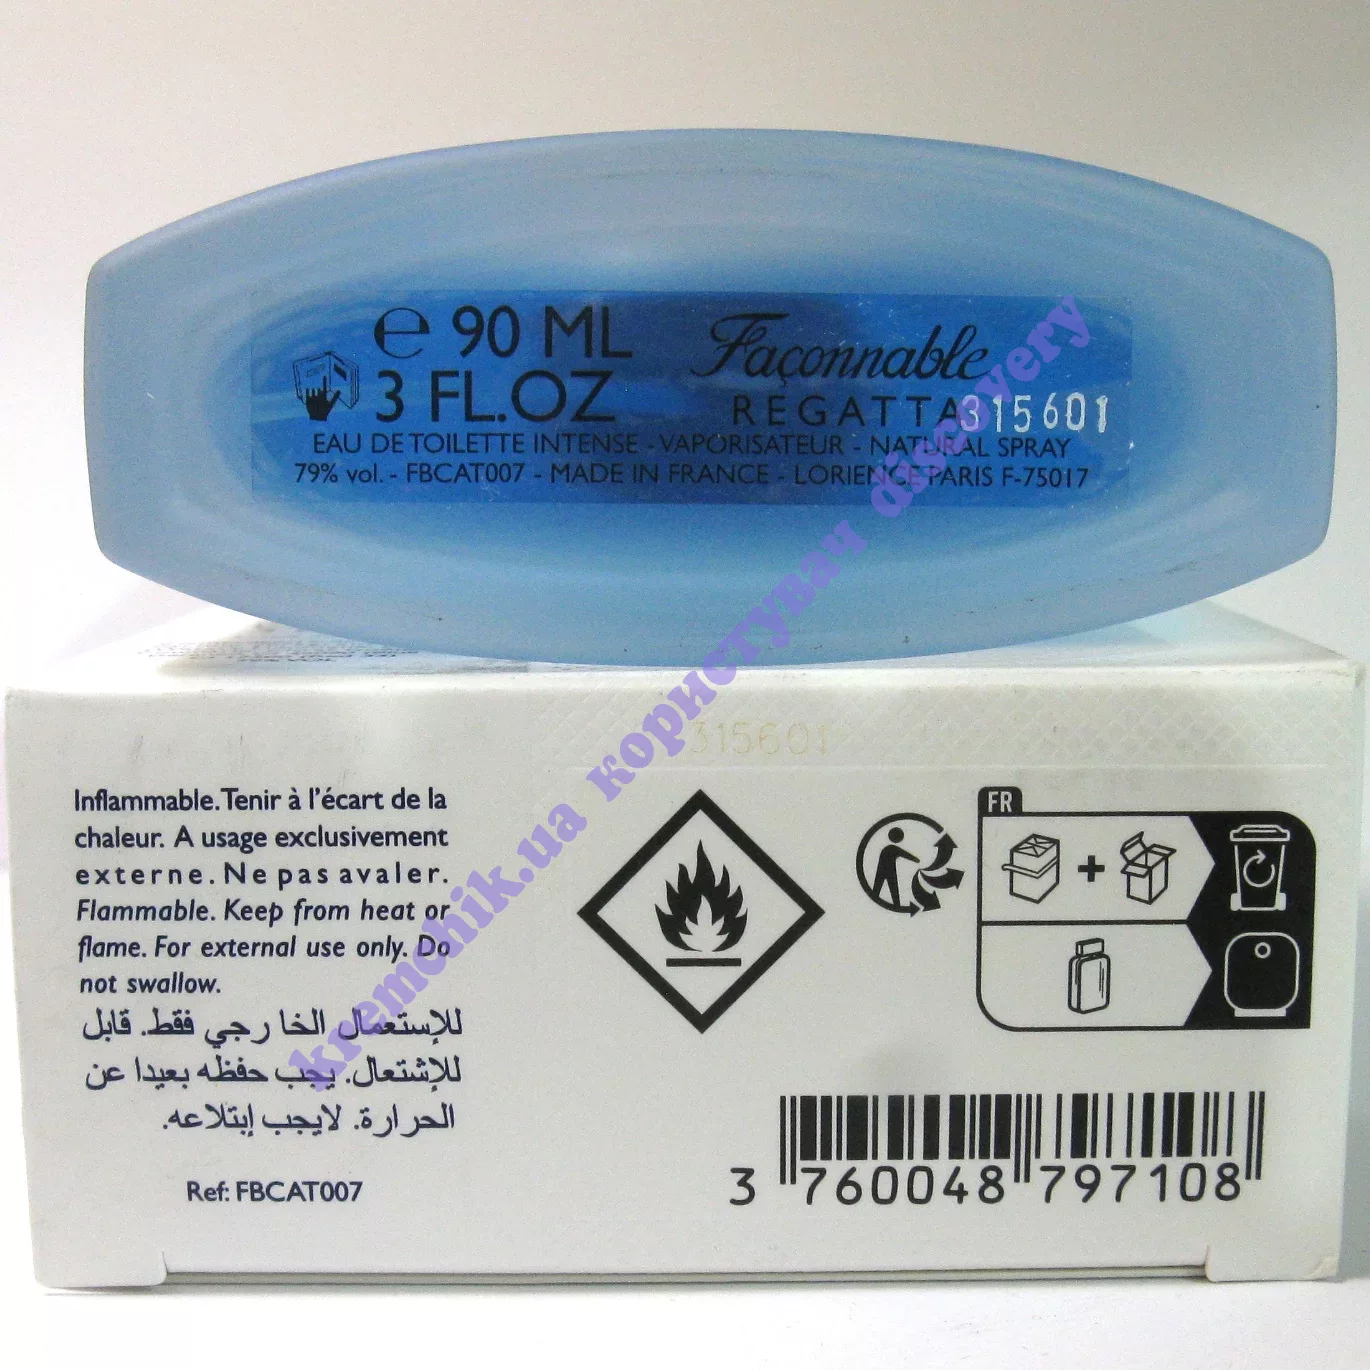 e 90 ML
3 FL.OZ
Façonnable
REGATTA
315601
EAU DE TOILETTE INTENSE - VAPORISATEUR - NATURAL SPRAY
79% vol. - FBCAT007 - MADE IN FRANCE - LORIENCE PARIS F-75017
kremchik.ua користувач discovery
315601
Inflammable. Tenir à l'écart de la
chaleur. A usage exclusivement
externe. Ne pas avaler.
Flammable. Keep from heat or
flame. For external use only. Do
not swallow.
للإستعمال الخارجي فقط. قابل
للإشتعال. يجب حفظه بعيدا عن
الحرارة. لايجب إبتلاعه.
Ref: FBCAT007
FR
3 760048 797108